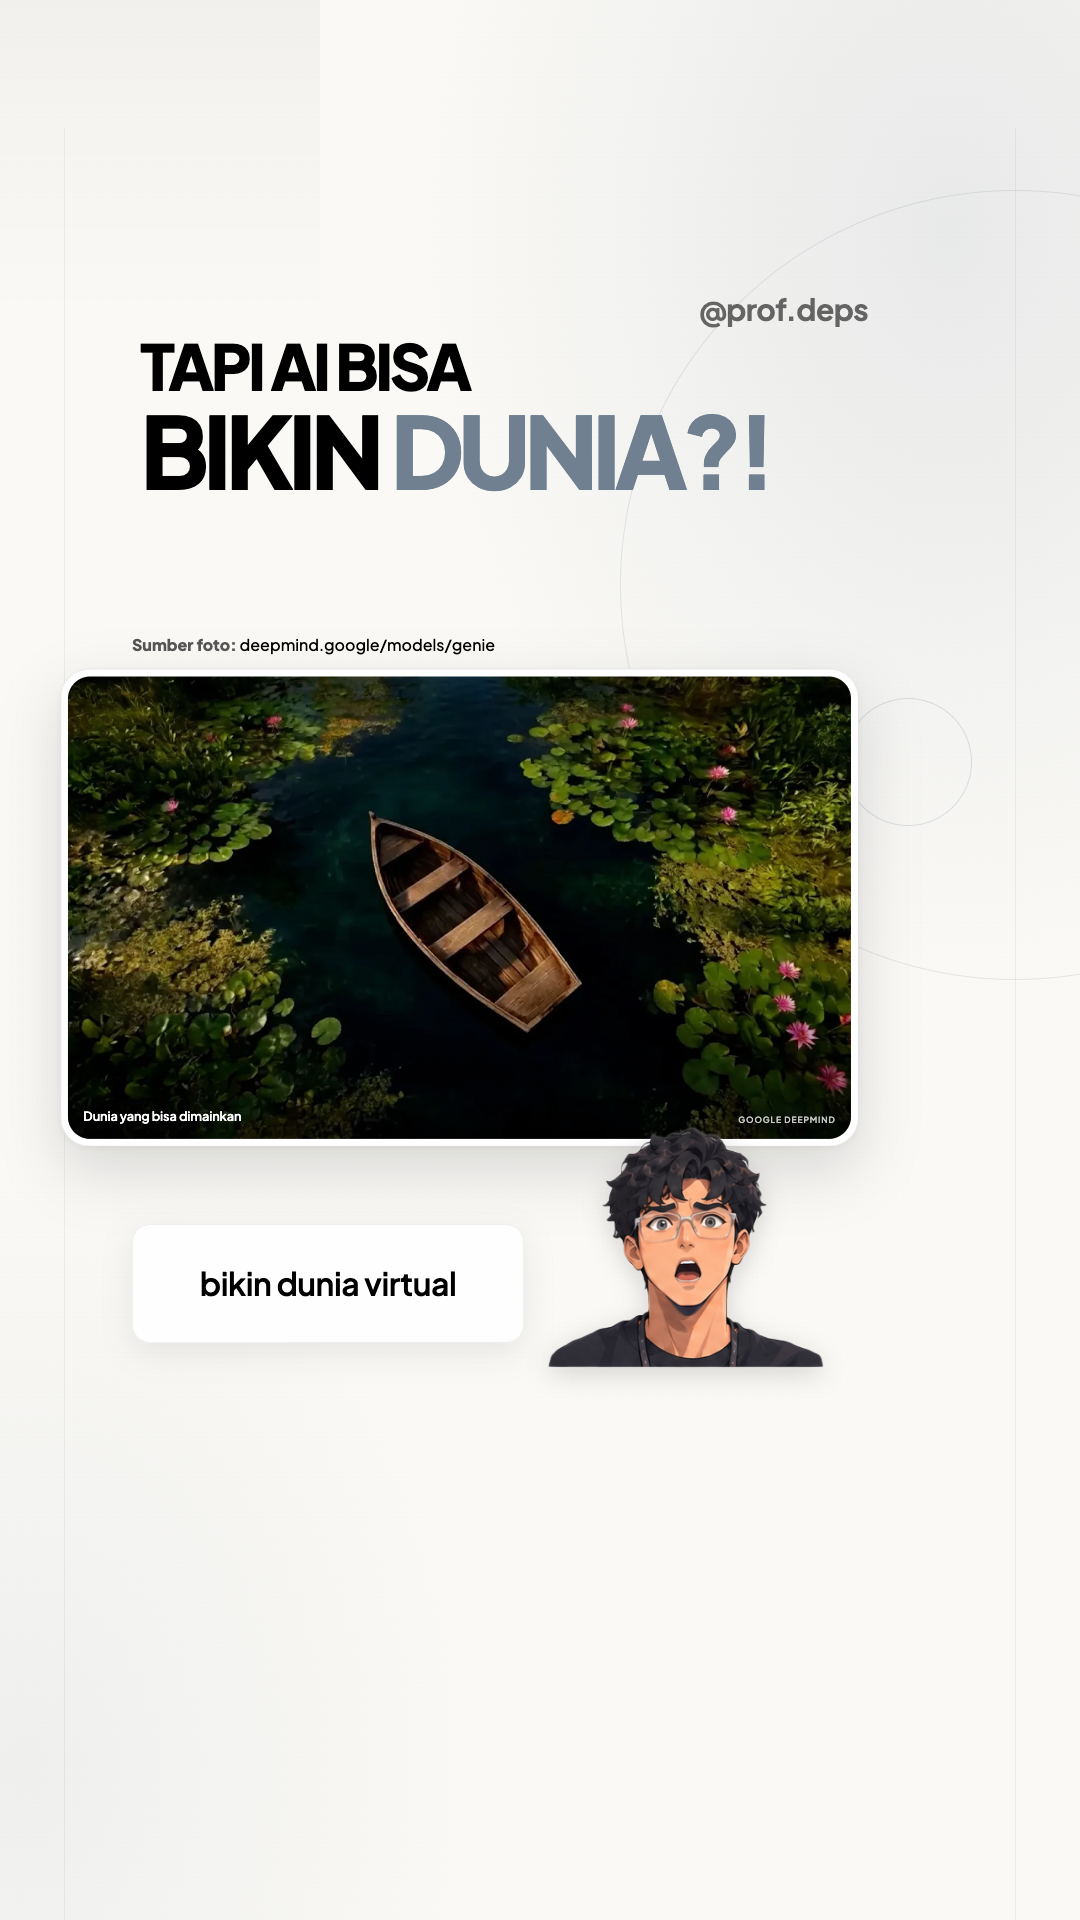 @prof.deps
TAPI AI BISA
BIKIN DUNIA?!
Sumber foto: deepmind.google/models/genie
Dunia yang bisa dimainkan
GOOGLE DEEPMIND
bikin dunia virtual